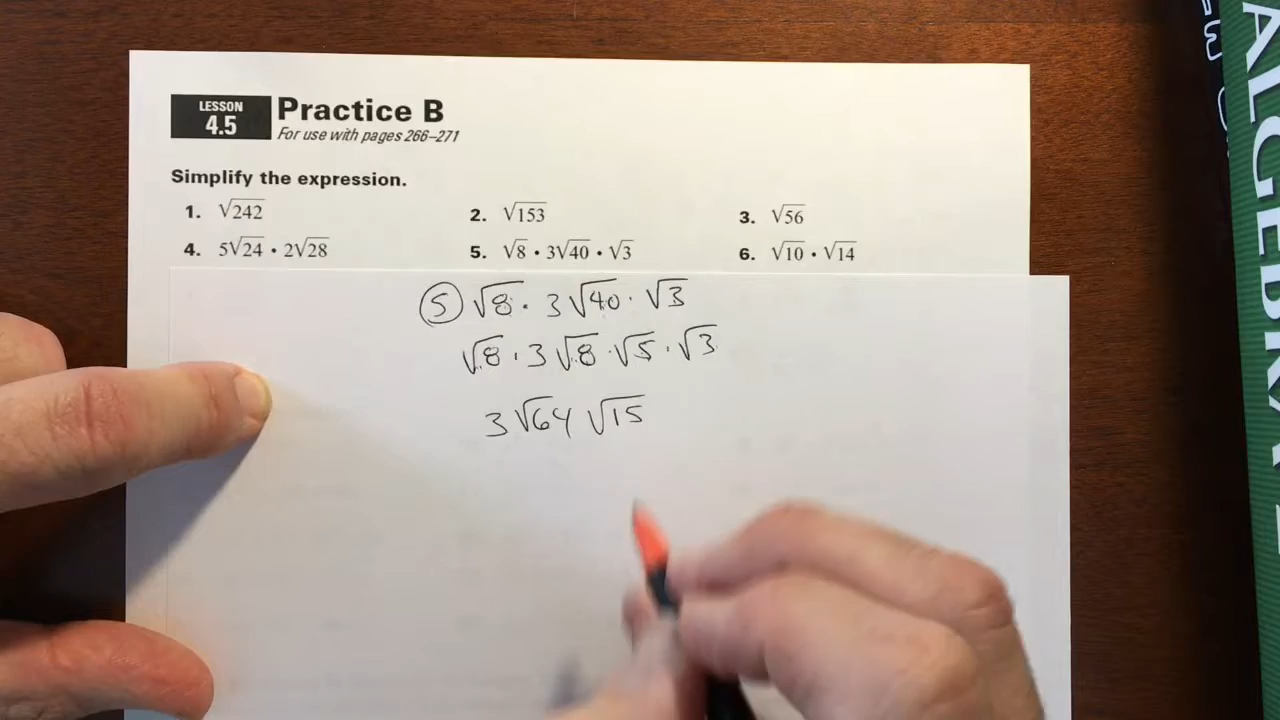 LESSON 4.5 Practice B
For use with pages 266–271
Simplify the expression.
1. √242 2. √153 3. √56
4. 5√24 • 2√28 5. √8 • 3√40 • √3 6. √10 • √14
⑤ √8 · 3√40 · √3
√8 · 3√8 · √5 · √3
3√64 √15
ALGEBRA 2